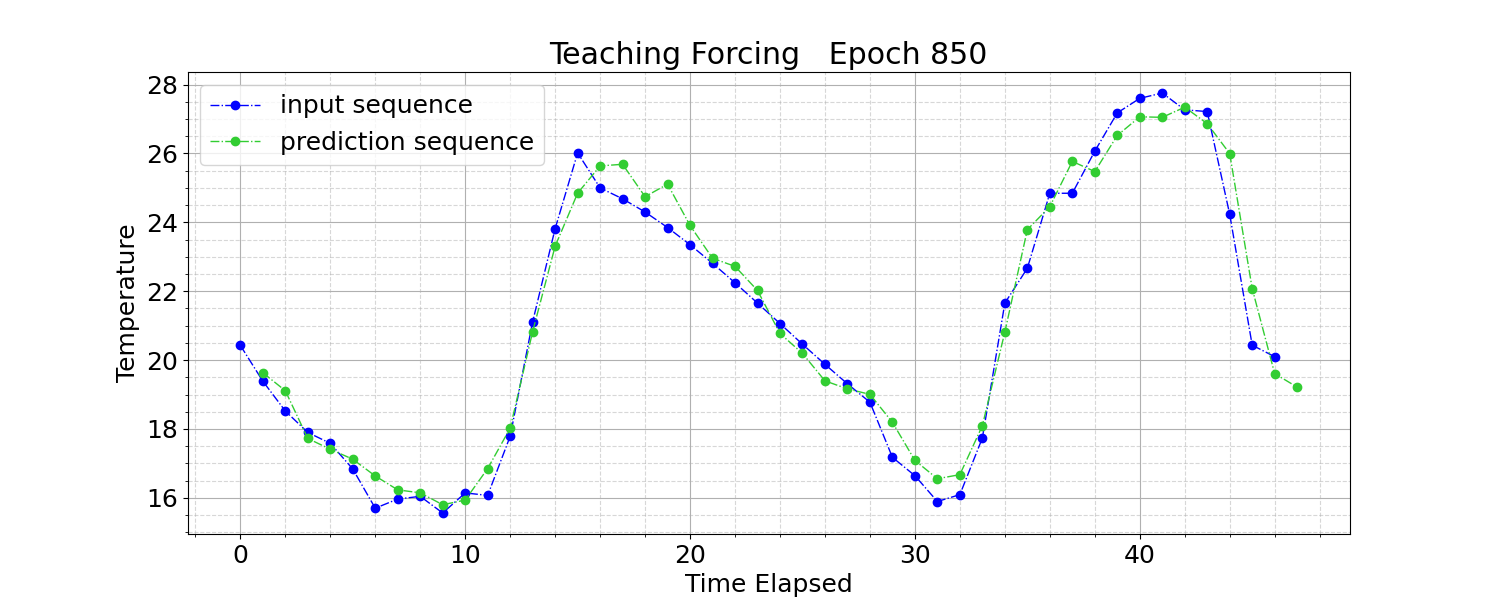 Teaching Forcing   Epoch 850
28
26
24
22
20
18
16
Temperature
input sequence
prediction sequence
0 10 20 30 40
Time Elapsed